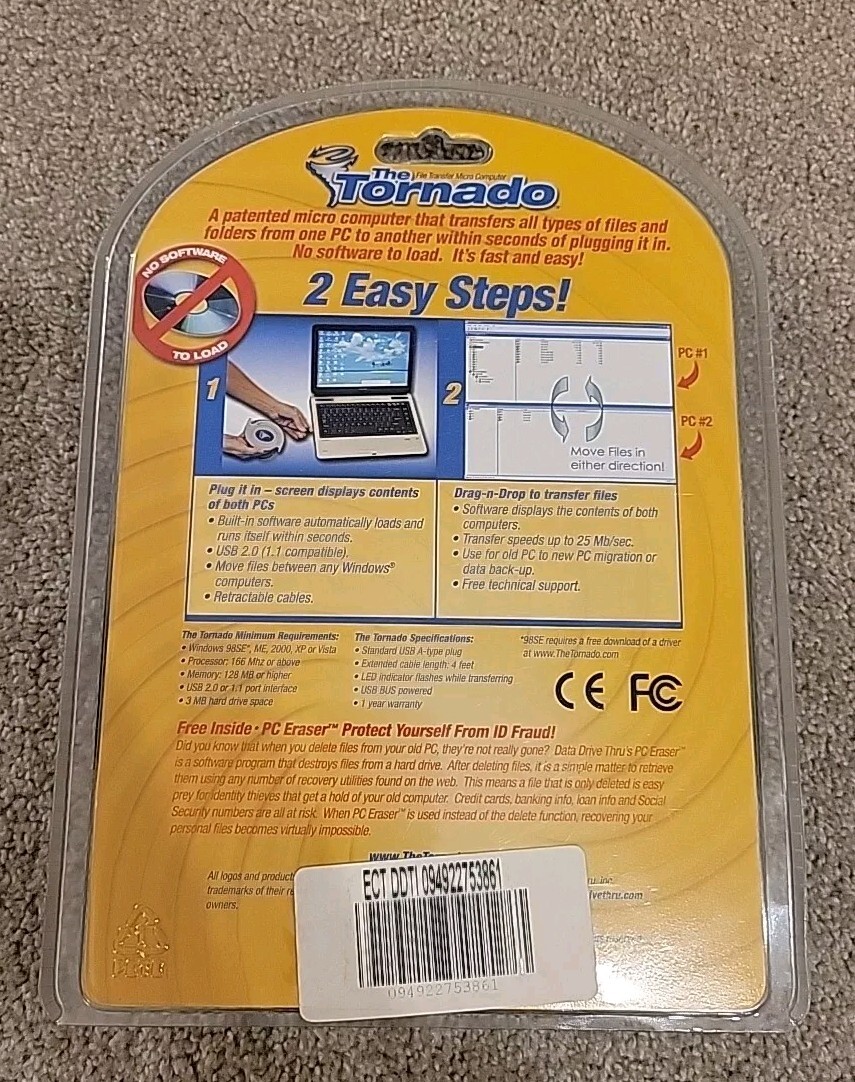 The
File Transfer Micro Computer
Tornado
A patented micro computer that transfers all types of files and
folders from one PC to another within seconds of plugging it in.
No software to load. It's fast and easy!
NO SOFTWARE
TO LOAD
2 Easy Steps!
1
2
PC #1
PC #2
Move Files in
either direction!
Plug it in – screen displays contents
of both PCs
• Built-in software automatically loads and
runs itself within seconds.
• USB 2.0 (1.1 compatible).
• Move files between any Windows®
computers.
• Retractable cables.
Drag-n-Drop to transfer files
• Software displays the contents of both
computers.
• Transfer speeds up to 25 Mb/sec.
• Use for old PC to new PC migration or
data back-up.
• Free technical support.
The Tornado Minimum Requirements:
• Windows 98SE*, ME, 2000, XP or Vista
• Processor: 166 Mhz or above
• Memory: 128 MB or higher
• USB 2.0 or 1.1 port interface
• 3 MB hard drive space
The Tornado Specifications:
• Standard USB A-type plug
• Extended cable length: 4 feet
• LED indicator flashes while transferring
• USB BUS powered
• 1 year warranty
*98SE requires a free download of a driver
at www.TheTornado.com
CE FC
Free Inside • PC Eraser™ Protect Yourself From ID Fraud!
Did you know that when you delete files from your old PC, they're not really gone? Data Drive Thru's PC Eraser™
is a software program that destroys files from a hard drive. After deleting files, it is a simple matter to retrieve
them using any number of recovery utilities found on the web. This means a file that is only deleted is easy
prey for identity thieves that get a hold of your old computer. Credit cards, banking info, loan info and Social
Security numbers are all at risk. When PC Eraser™ is used instead of the delete function, recovering your
personal files becomes virtually impossible.
All logos and product
trademarks of their
owners.
ECT DDTI 094922753861
094922753861